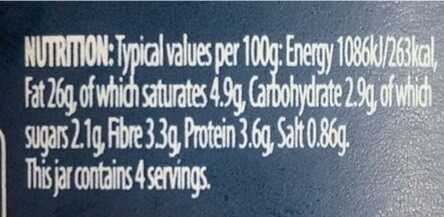 NUTRITION: Typical values per 100g: Energy 1086kJ/263kcal,
Fat 26g, of which saturates 4.9g, Carbohydrate 2.9g, of which
sugars 2.1g, Fibre 3.3g, Protein 3.6g, Salt 0.86g.
This jar contains 4 servings.